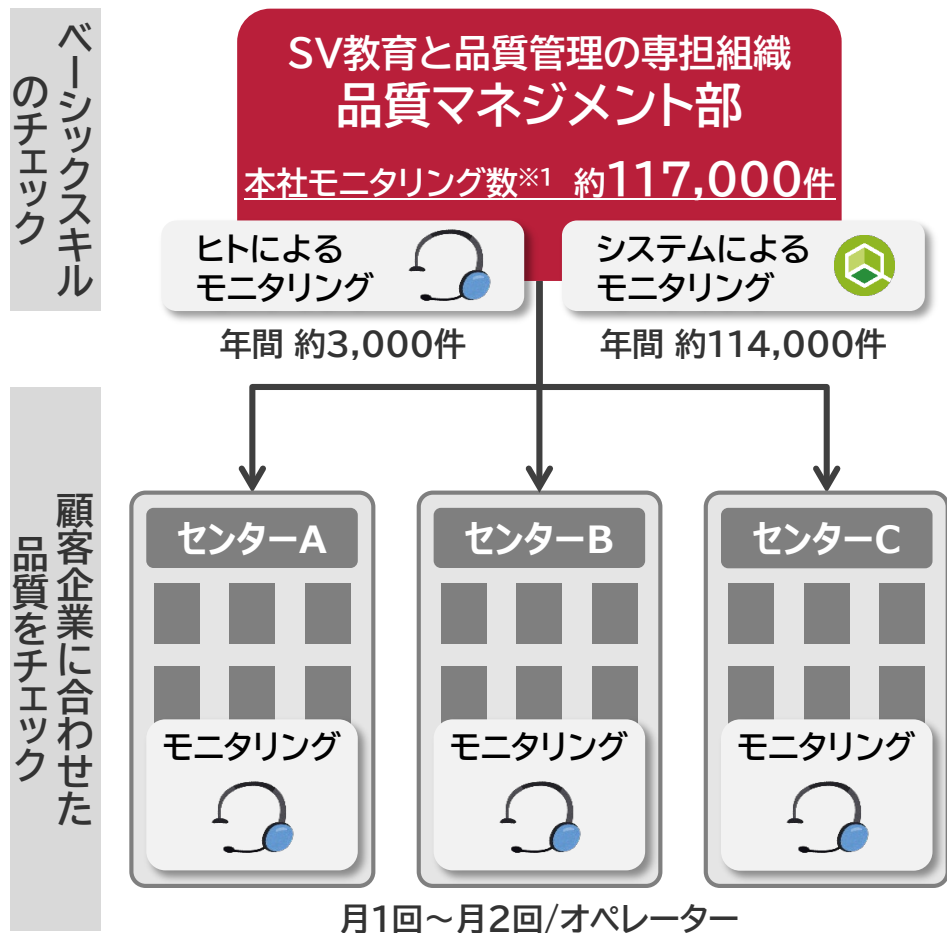 ベーシックスキル
のチェック
SV教育と品質管理の専担組織
品質マネジメント部
本社モニタリング数※1 約117,000件
ヒトによる
モニタリング
システムによる
モニタリング
年間 約3,000件
年間 約114,000件
顧客企業に合わせた
品質をチェック
センターA
センターB
センターC
モニタリング
モニタリング
モニタリング
月1回～月2回/オペレーター